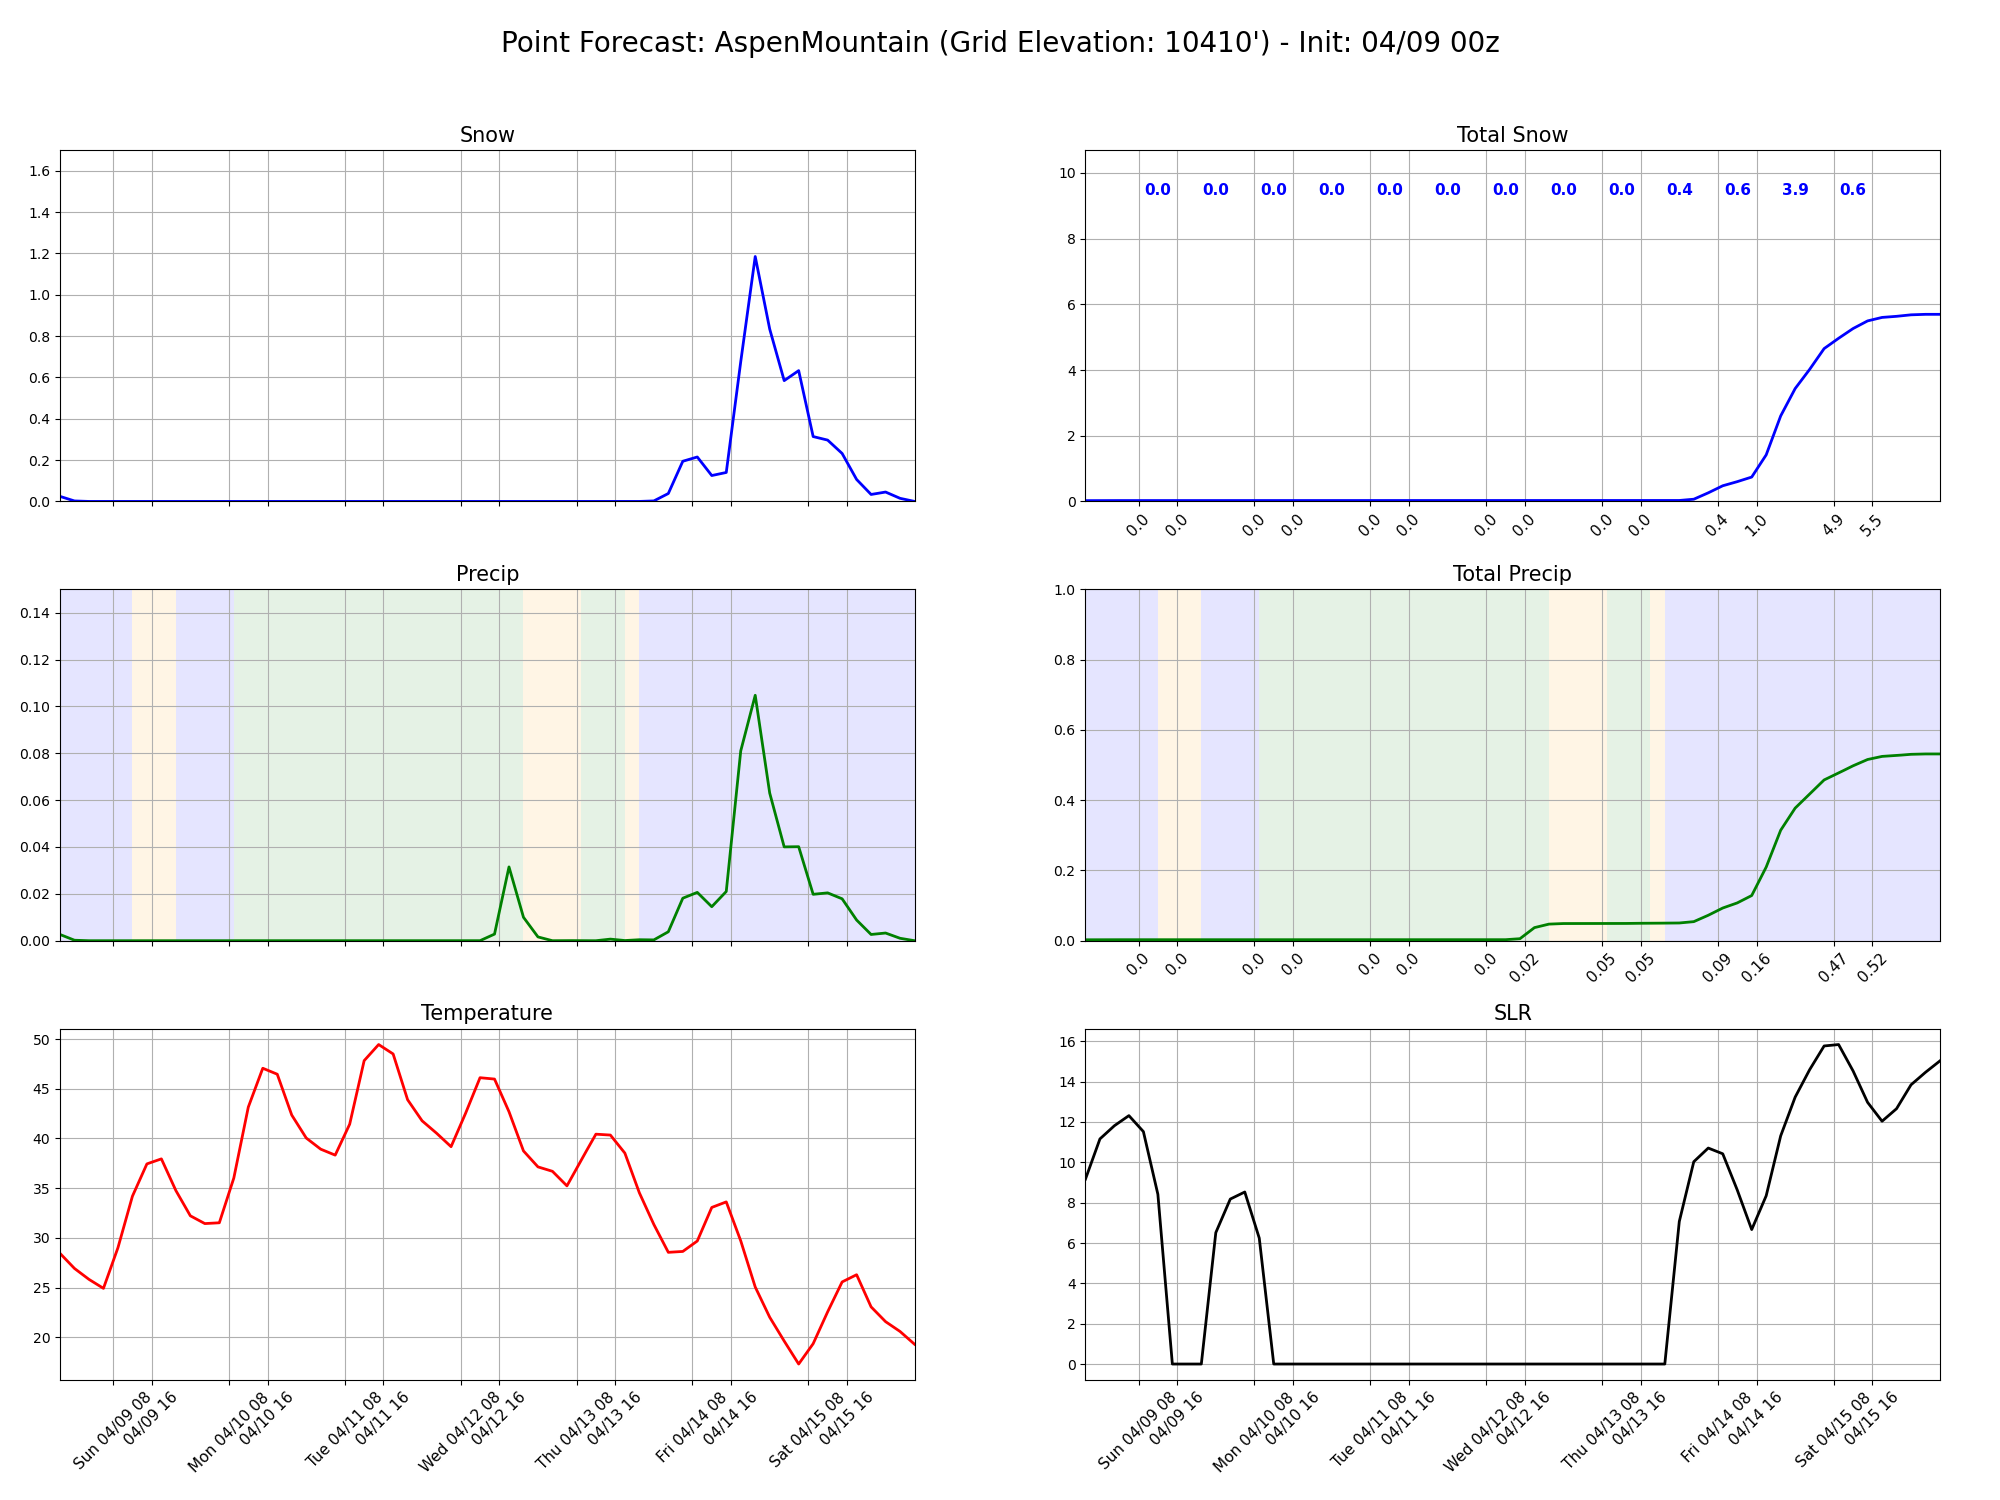 Point Forecast: AspenMountain (Grid Elevation: 10410') - Init: 04/09 00z
Snow
1.6
1.4
1.2
1.0
0.8
0.6
0.4
0.2
0.0
Total Snow
10
8
6
4
2
0
0.0 0.0 0.0 0.0 0.0 0.0 0.0 0.0 0.0 0.4 0.6 3.9 0.6
0.0 0.0 0.0 0.0 0.0 0.0 0.0 0.0 0.0 0.0 0.4 1.0 4.9 5.5
Precip
0.14
0.12
0.10
0.08
0.06
0.04
0.02
0.00
Total Precip
1.0
0.8
0.6
0.4
0.2
0.0
0.0 0.0 0.0 0.0 0.0 0.0 0.0 0.02 0.05 0.05 0.09 0.16 0.47 0.52
Temperature
50
45
40
35
30
25
20
Sun 04/09 08
04/09 16
Mon 04/10 08
04/10 16
Tue 04/11 08
04/11 16
Wed 04/12 08
04/12 16
Thu 04/13 08
04/13 16
Fri 04/14 08
04/14 16
Sat 04/15 08
04/15 16
SLR
16
14
12
10
8
6
4
2
0
Sun 04/09 08
04/09 16
Mon 04/10 08
04/10 16
Tue 04/11 08
04/11 16
Wed 04/12 08
04/12 16
Thu 04/13 08
04/13 16
Fri 04/14 08
04/14 16
Sat 04/15 08
04/15 16